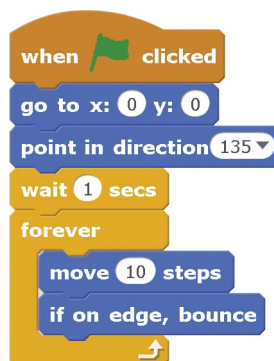 when clicked
go to x: 0 y: 0
point in direction 135
wait 1 secs
forever
move 10 steps
if on edge, bounce